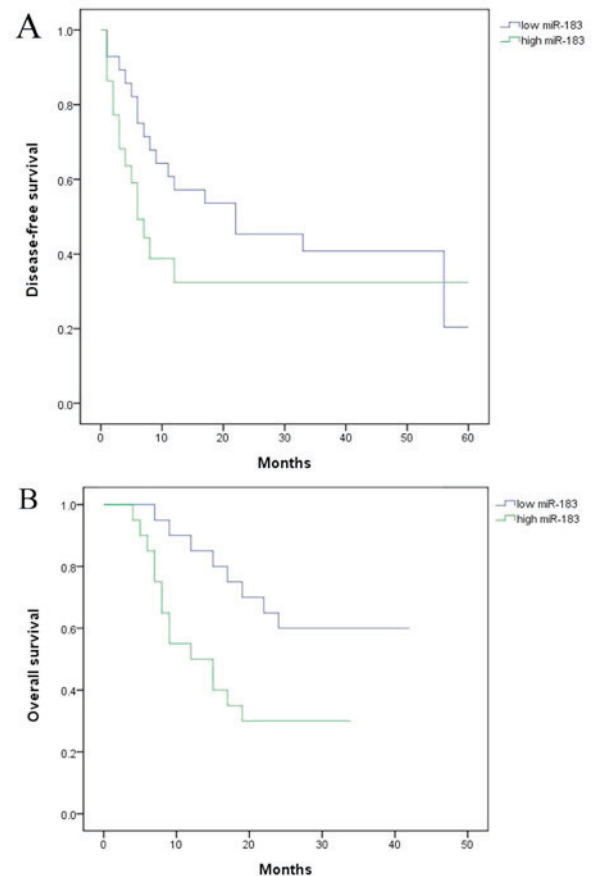 A
low miR-183
high miR-183
Disease-free survival
1.0
0.8
0.6
0.4
0.2
0.0
0 10 20 30 40 50 60
Months
B
low miR-183
high miR-183
Overall survival
1.0
0.8
0.6
0.4
0.2
0.0
0 10 20 30 40 50
Months